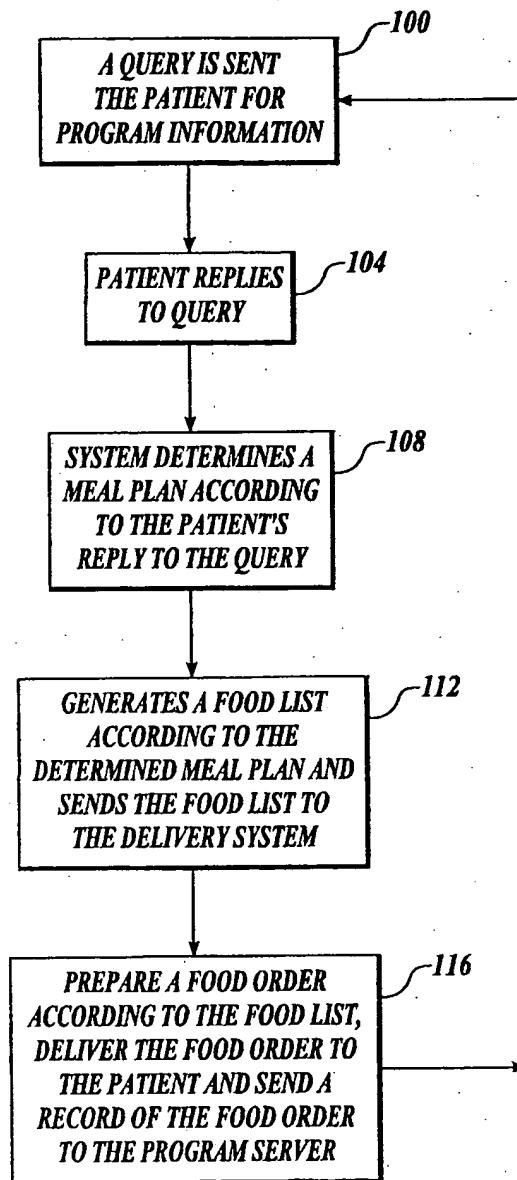 100
A QUERY IS SENT
THE PATIENT FOR
PROGRAM INFORMATION
104
PATIENT REPLIES
TO QUERY
108
SYSTEM DETERMINES A
MEAL PLAN ACCORDING
TO THE PATIENT'S
REPLY TO THE QUERY
112
GENERATES A FOOD LIST
ACCORDING TO THE
DETERMINED MEAL PLAN AND
SENDS THE FOOD LIST TO
THE DELIVERY SYSTEM
116
PREPARE A FOOD ORDER
ACCORDING TO THE FOOD LIST,
DELIVER THE FOOD ORDER TO
THE PATIENT AND SEND A
RECORD OF THE FOOD ORDER
TO THE PROGRAM SERVER